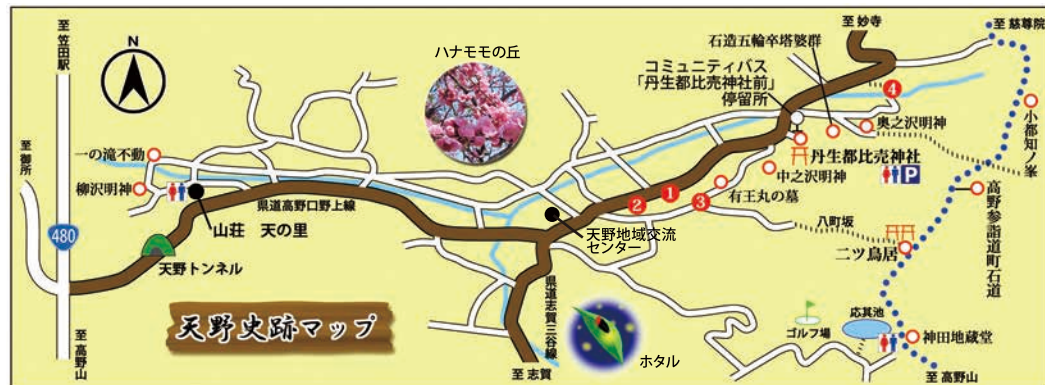 至 笠田駅
N
ハナモモの丘
至 妙寺
至 慈尊院
石造五輪卒塔婆群
コミュニティバス
「丹生都比売神社前」
停留所
4
小都知ノ峯
奥之沢明神
至 御所
一の滝不動
丹生都比売神社
P
柳沢明神
中之沢明神
高野参詣道町石道
県道高野口野上線
1
2
3
有王丸の墓
山荘 天の里
480
天野地域交流
センター
八町坂
二ツ鳥居
天野トンネル
天野史跡マップ
県道志賀三谷線
ゴルフ場
応其池
神田地蔵堂
ホタル
至 高野山
至 志賀
至 高野山